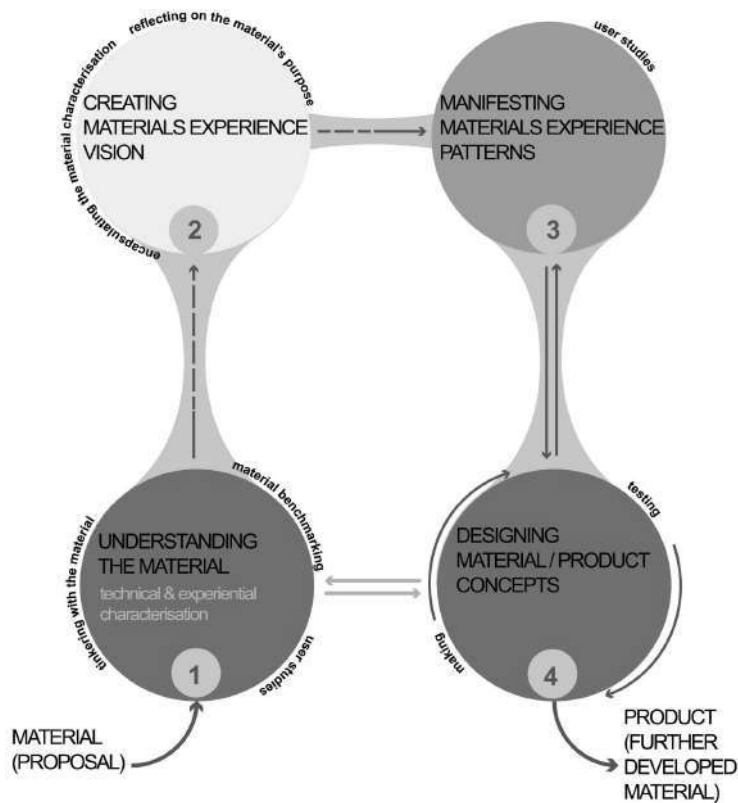 reflecting on the material's purpose
encapsulating the material characterisation
CREATING
MATERIALS EXPERIENCE
VISION
2
user studies
MANIFESTING
MATERIALS EXPERIENCE
PATTERNS
3
material benchmarking
tinkering with the material
user studies
UNDERSTANDING
THE MATERIAL
technical & experiential
characterisation
1
MATERIAL
(PROPOSAL)
testing
making
DESIGNING
MATERIAL / PRODUCT
CONCEPTS
4
PRODUCT
(FURTHER
DEVELOPED
MATERIAL)